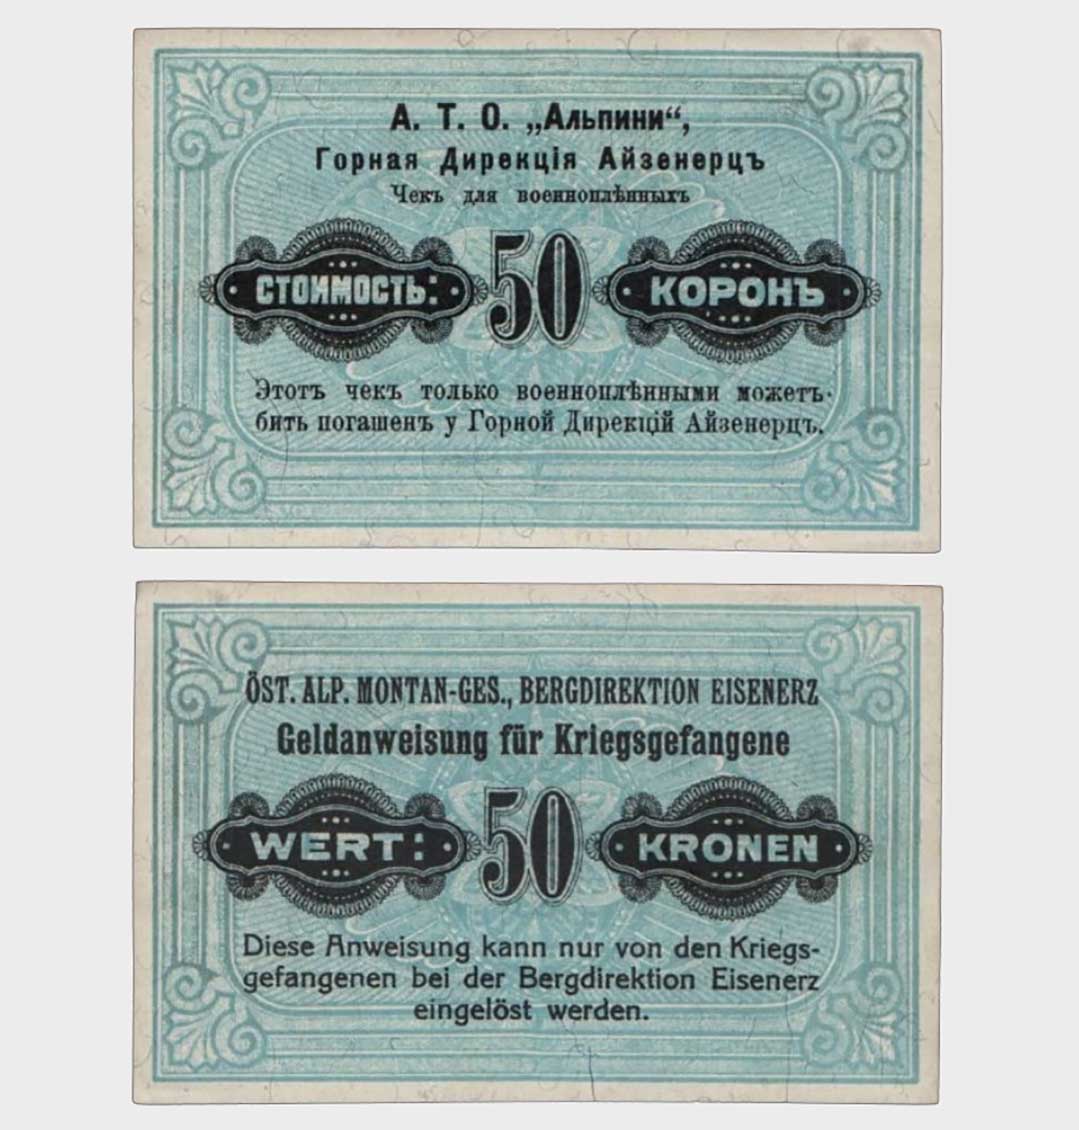 А. Т. О. „Альпини“,
Горная Дирекція Айзенерцъ
Чекъ для военноплѣнныхъ
СТОИМОСТЬ: 50 КОРОНЪ
Этотъ чекъ только военноплѣнными можетъ
бить погашенъ у Горной Дирекцій Айзенерцъ.
ÖST. ALP. MONTAN-GES., BERGDIREKTION EISENERZ
Geldanweisung für Kriegsgefangene
WERT: 50 KRONEN
Diese Anweisung kann nur von den Kriegs-
gefangenen bei der Bergdirektion Eisenerz
eingelöst werden.